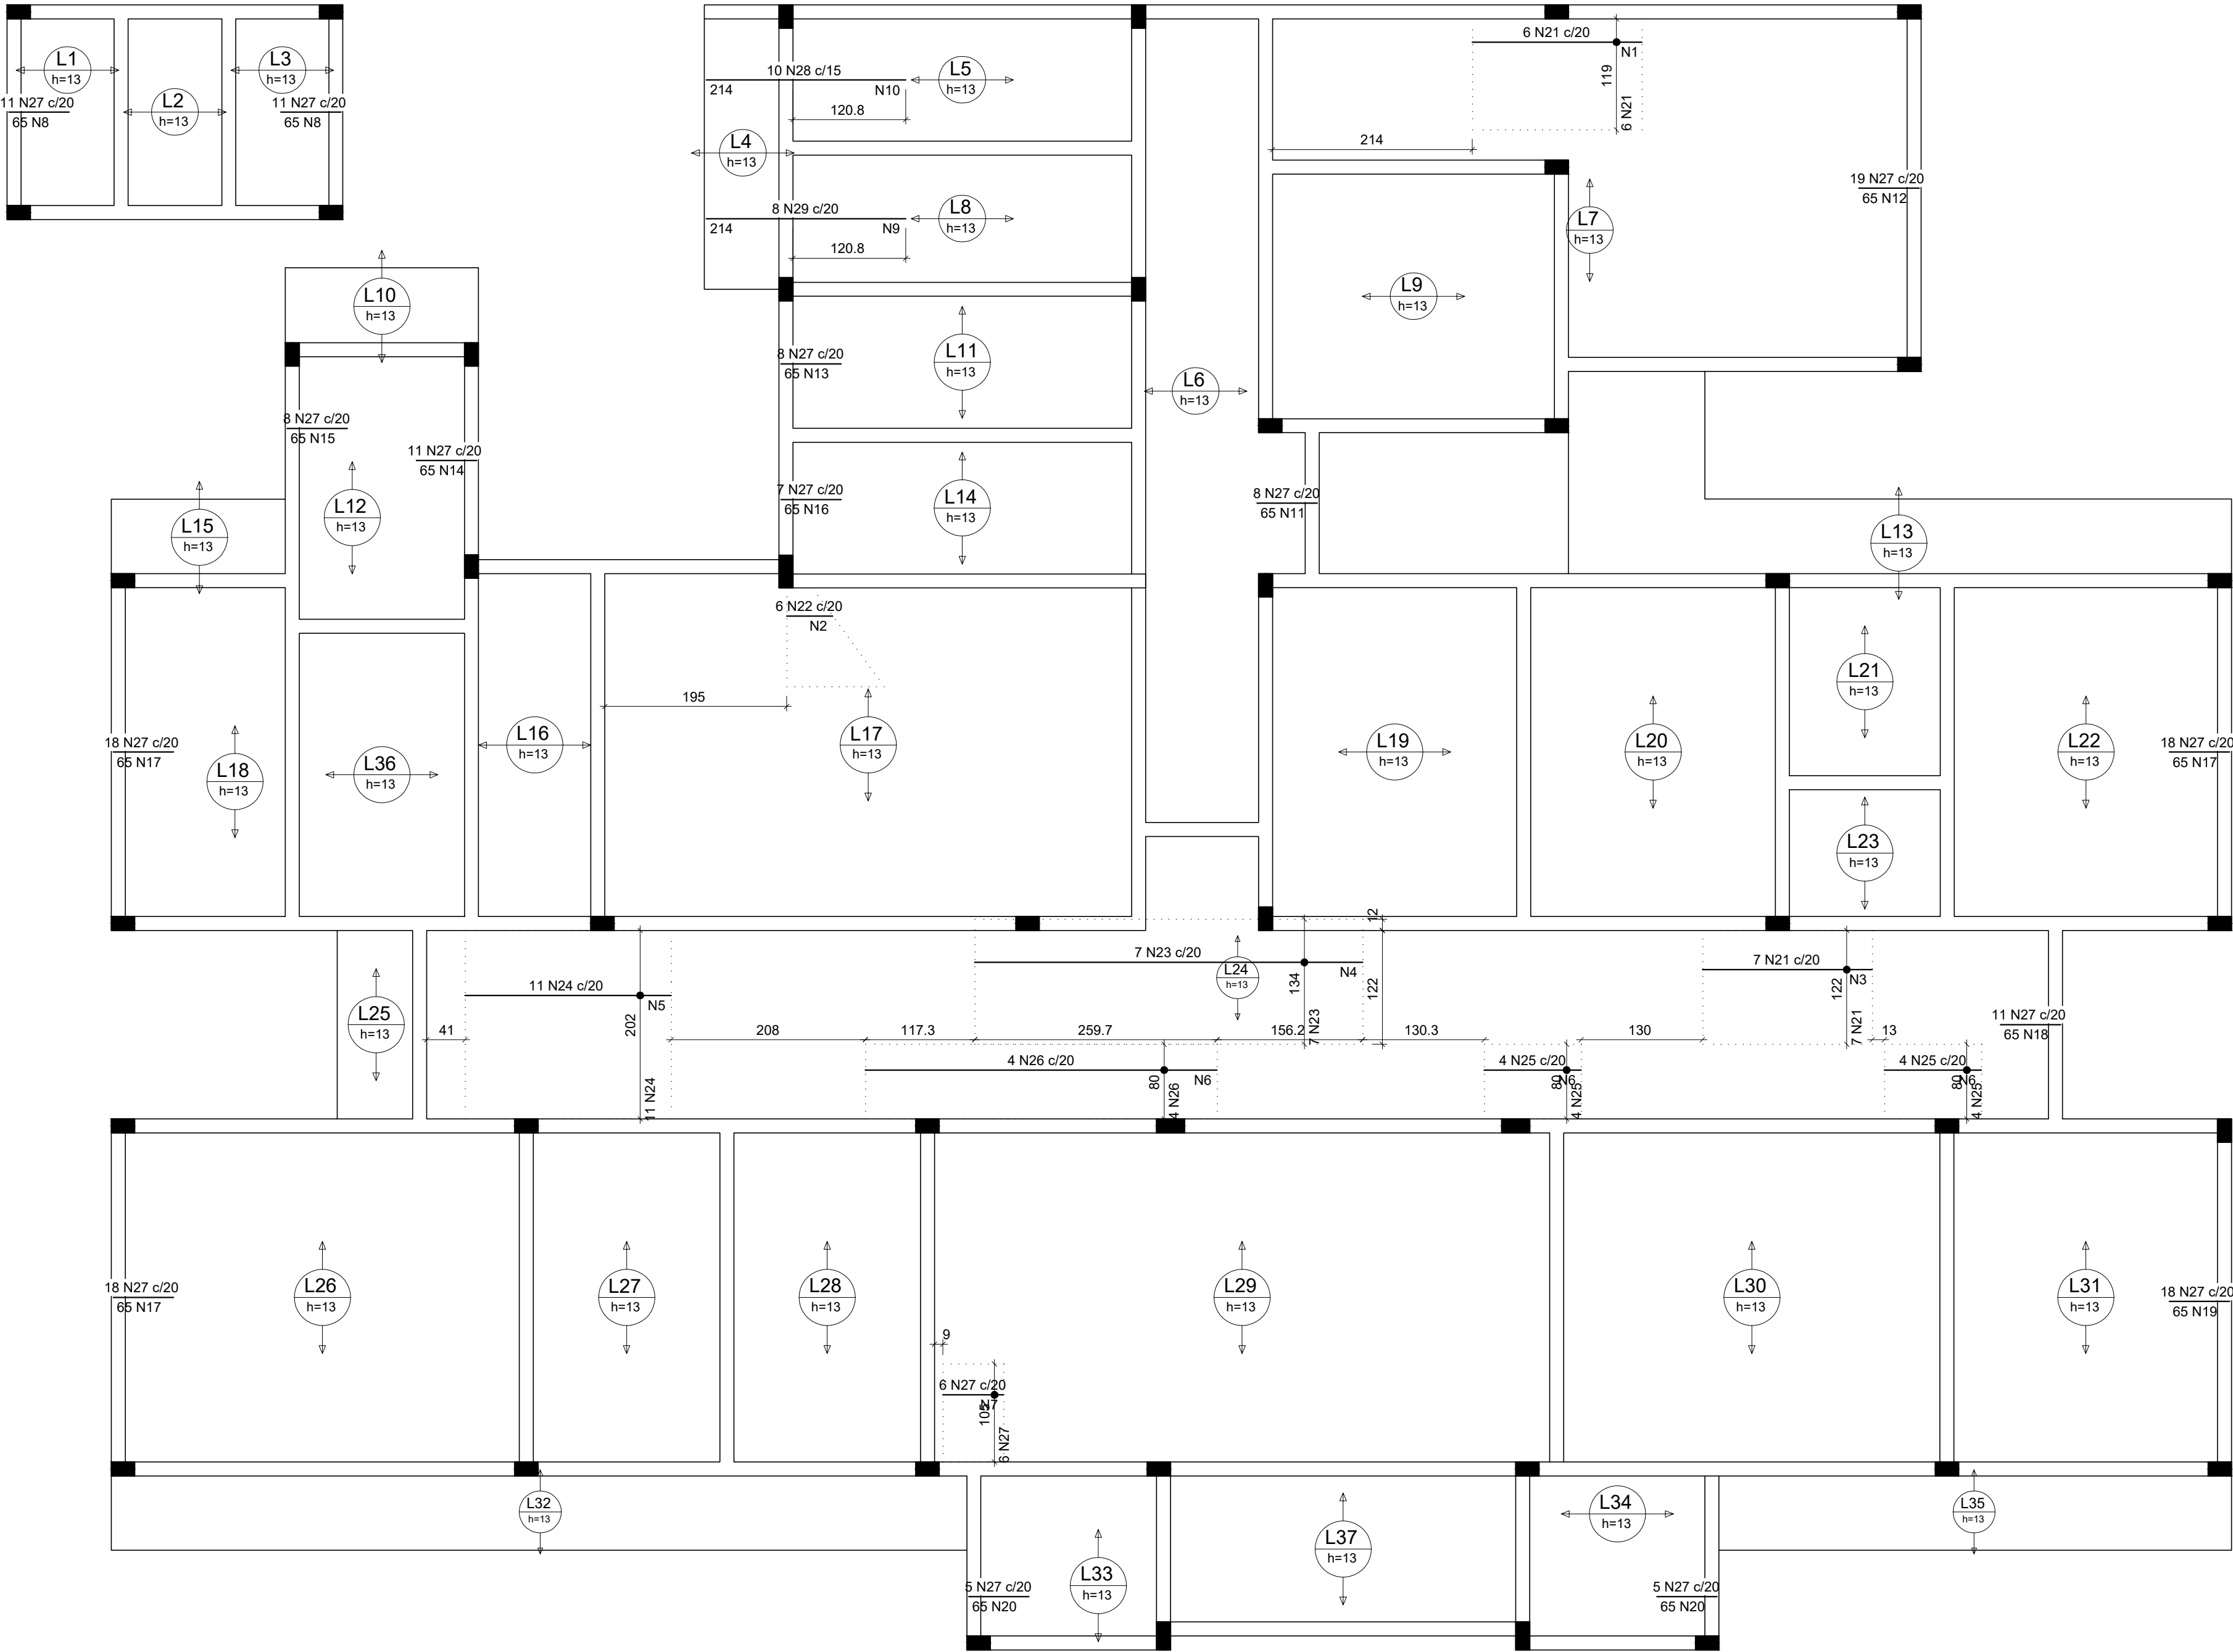 L1
h=13
11 N27 c/20
65 N8
L2
h=13
L3
h=13
11 N27 c/20
65 N8
10 N28 c/15
214
N10
120.8
L5
h=13
L4
h=13
8 N29 c/20
214
N9
120.8
L8
h=13
6 N21 c/20
N1
119
6 N21
214
19 N27 c/20
65 N12
L7
h=13
L9
h=13
L10
h=13
8 N27 c/20
65 N13
L11
h=13
L6
h=13
8 N27 c/20
65 N15
11 N27 c/20
65 N14
L12
h=13
L15
h=13
7 N27 c/20
65 N16
L14
h=13
8 N27 c/20
65 N11
L13
h=13
6 N22 c/20
N2
195
18 N27 c/20
65 N17
L18
h=13
L36
h=13
L16
h=13
L17
h=13
L19
h=13
L20
h=13
L21
h=13
L23
h=13
L22
h=13
18 N27 c/20
65 N17
12
7 N23 c/20
N4
134
122
7 N23
L24
h=13
7 N21 c/20
N3
122
7 N21
11 N24 c/20
N5
202
11 N24
L25
h=13
41
208
117.3
259.7
156.2
130.3
130
13
11 N27 c/20
65 N18
4 N26 c/20
N6
80
4 N26
4 N25 c/20
N6
80
4 N25
4 N25 c/20
N6
80
4 N25
18 N27 c/20
65 N17
L26
h=13
L27
h=13
L28
h=13
L29
h=13
L30
h=13
L31
h=13
18 N27 c/20
65 N19
9
6 N27 c/20
N7
105
6 N27
L32
h=13
L34
h=13
L35
h=13
L37
h=13
L33
h=13
5 N27 c/20
65 N20
5 N27 c/20
65 N20